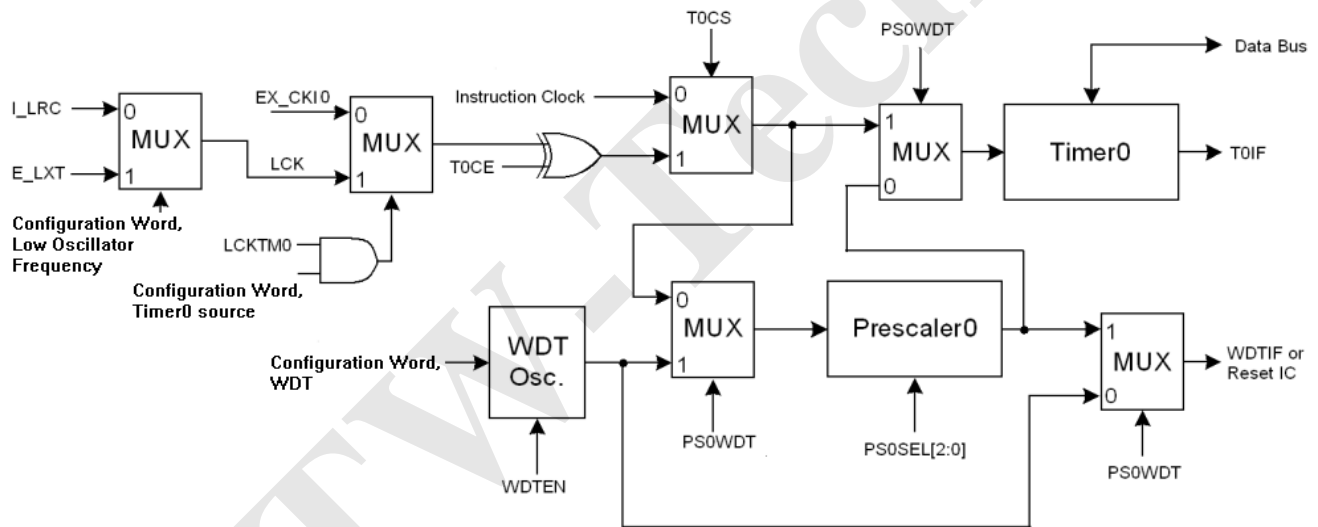 T0CS
PS0WDT
Data Bus
I_LRC
0
MUX
1
E_LXT
Configuration Word,
Low Oscillator
Frequency
EX_CKI0
0
MUX
LCK
1
LCKTM0
Configuration Word,
Timer0 source
T0CE
Instruction Clock
0
MUX
1
1
MUX
0
Timer0
T0IF
Configuration Word,
WDT
WDT
Osc.
WDTEN
0
MUX
1
PS0WDT
Prescaler0
PS0SEL[2:0]
1
MUX
0
PS0WDT
WDTIF or
Reset IC